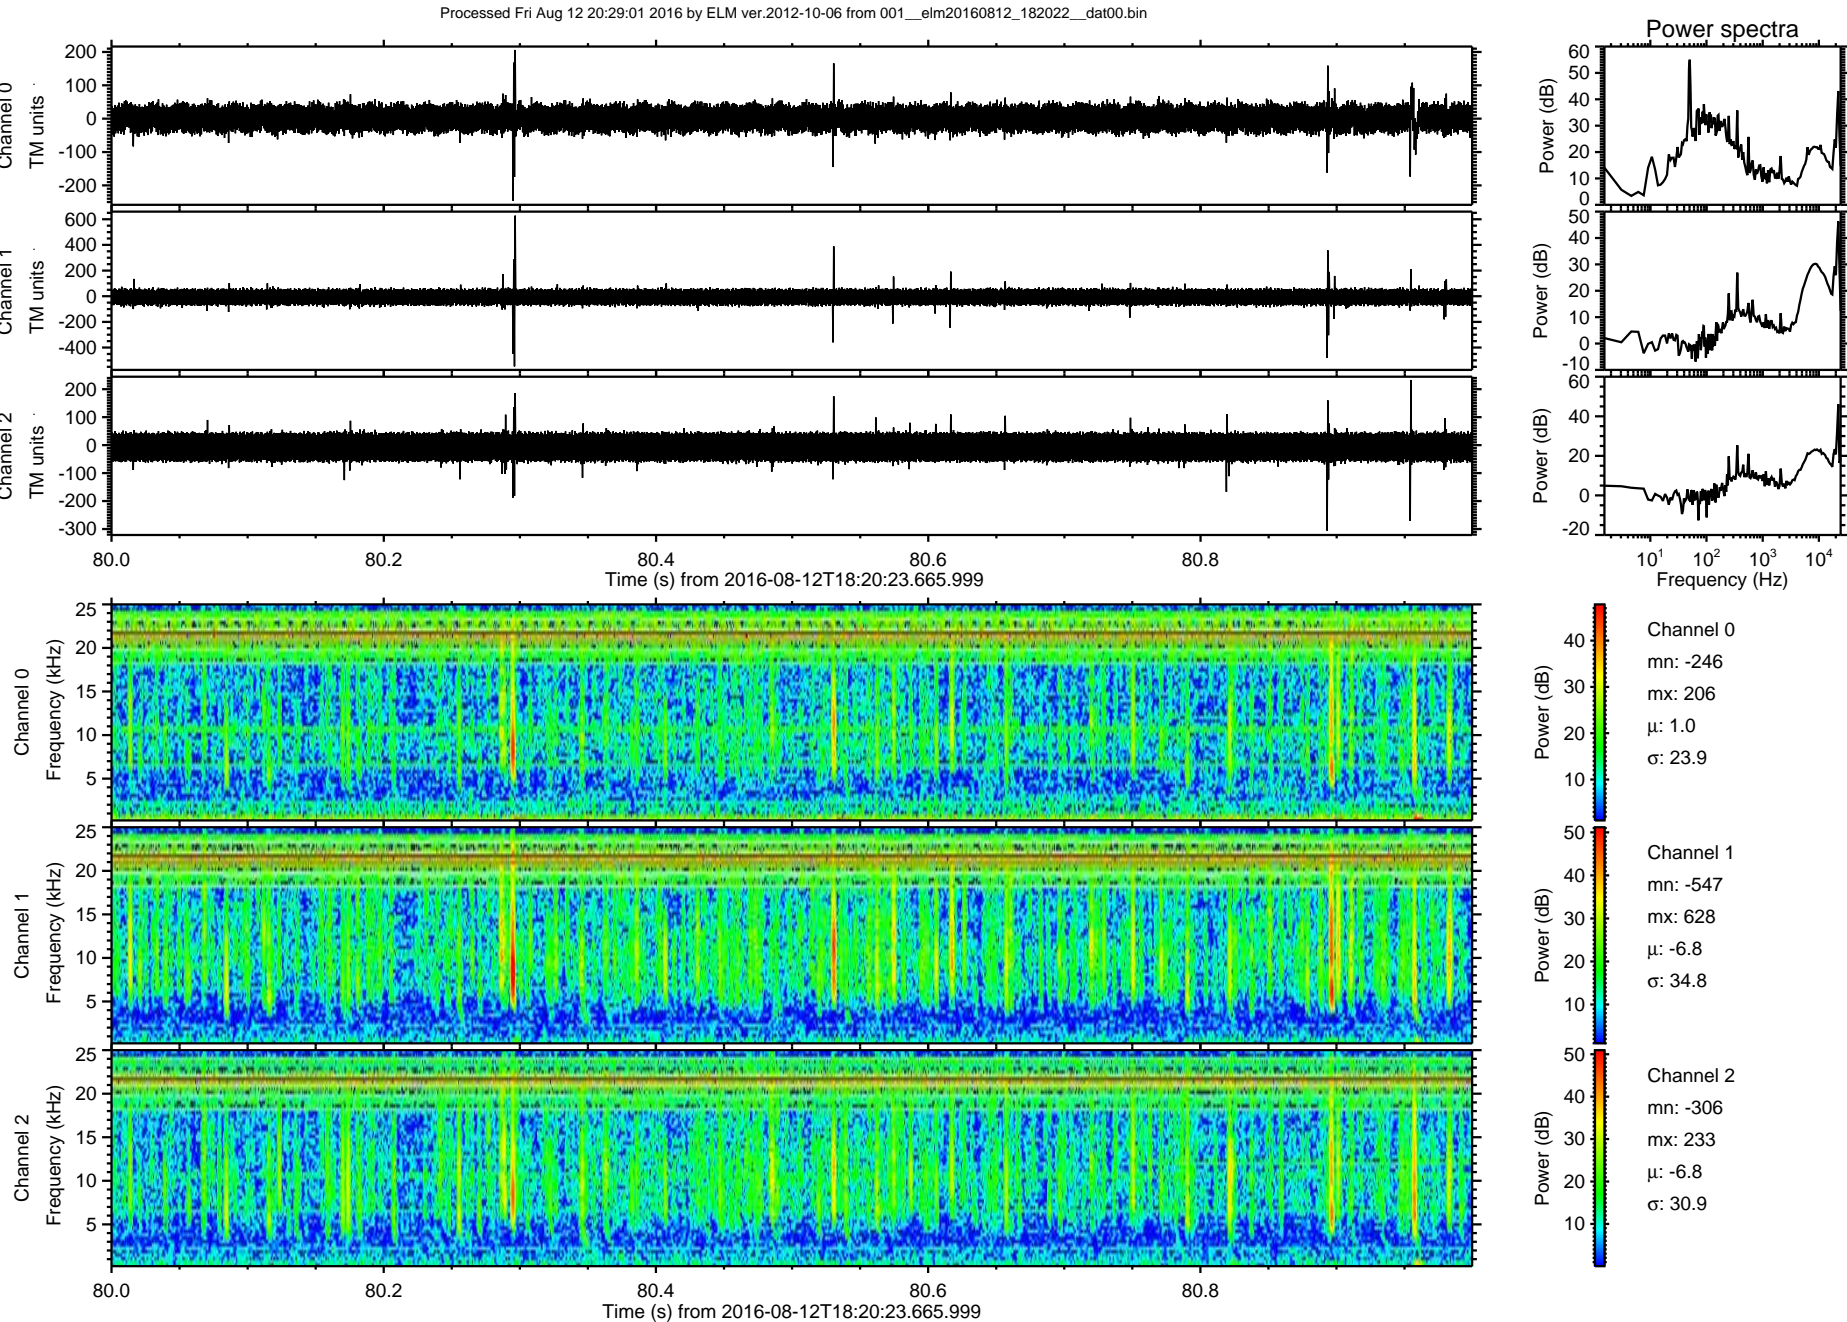 Processed Fri Aug 12 20:29:01 2016 by ELM ver.2012-10-06 from 001__elm20160812_182022__dat00.bin
Power spectra
Channel 0
TM units
200
100
0
-100
-200
Power (dB)
60
50
40
30
20
10
0
Channel 1
TM units
600
400
200
0
-200
-400
Power (dB)
50
40
30
20
10
0
-10
Channel 2
TM units
200
100
0
-100
-200
-300
Power (dB)
60
40
20
0
-20
80.0 80.2 80.4 80.6 80.8
Time (s) from 2016-08-12T18:20:23.665.999
10¹ 10² 10³ 10⁴
Frequency (Hz)
Channel 0
Frequency (kHz)
25
20
15
10
5
Power (dB)
40
30
20
10
Channel 0
mn: -246
mx: 206
μ: 1.0
σ: 23.9
Channel 1
Frequency (kHz)
25
20
15
10
5
Power (dB)
50
40
30
20
10
Channel 1
mn: -547
mx: 628
μ: -6.8
σ: 34.8
Channel 2
Frequency (kHz)
25
20
15
10
5
Power (dB)
50
40
30
20
10
Channel 2
mn: -306
mx: 233
μ: -6.8
σ: 30.9
80.0 80.2 80.4 80.6 80.8
Time (s) from 2016-08-12T18:20:23.665.999